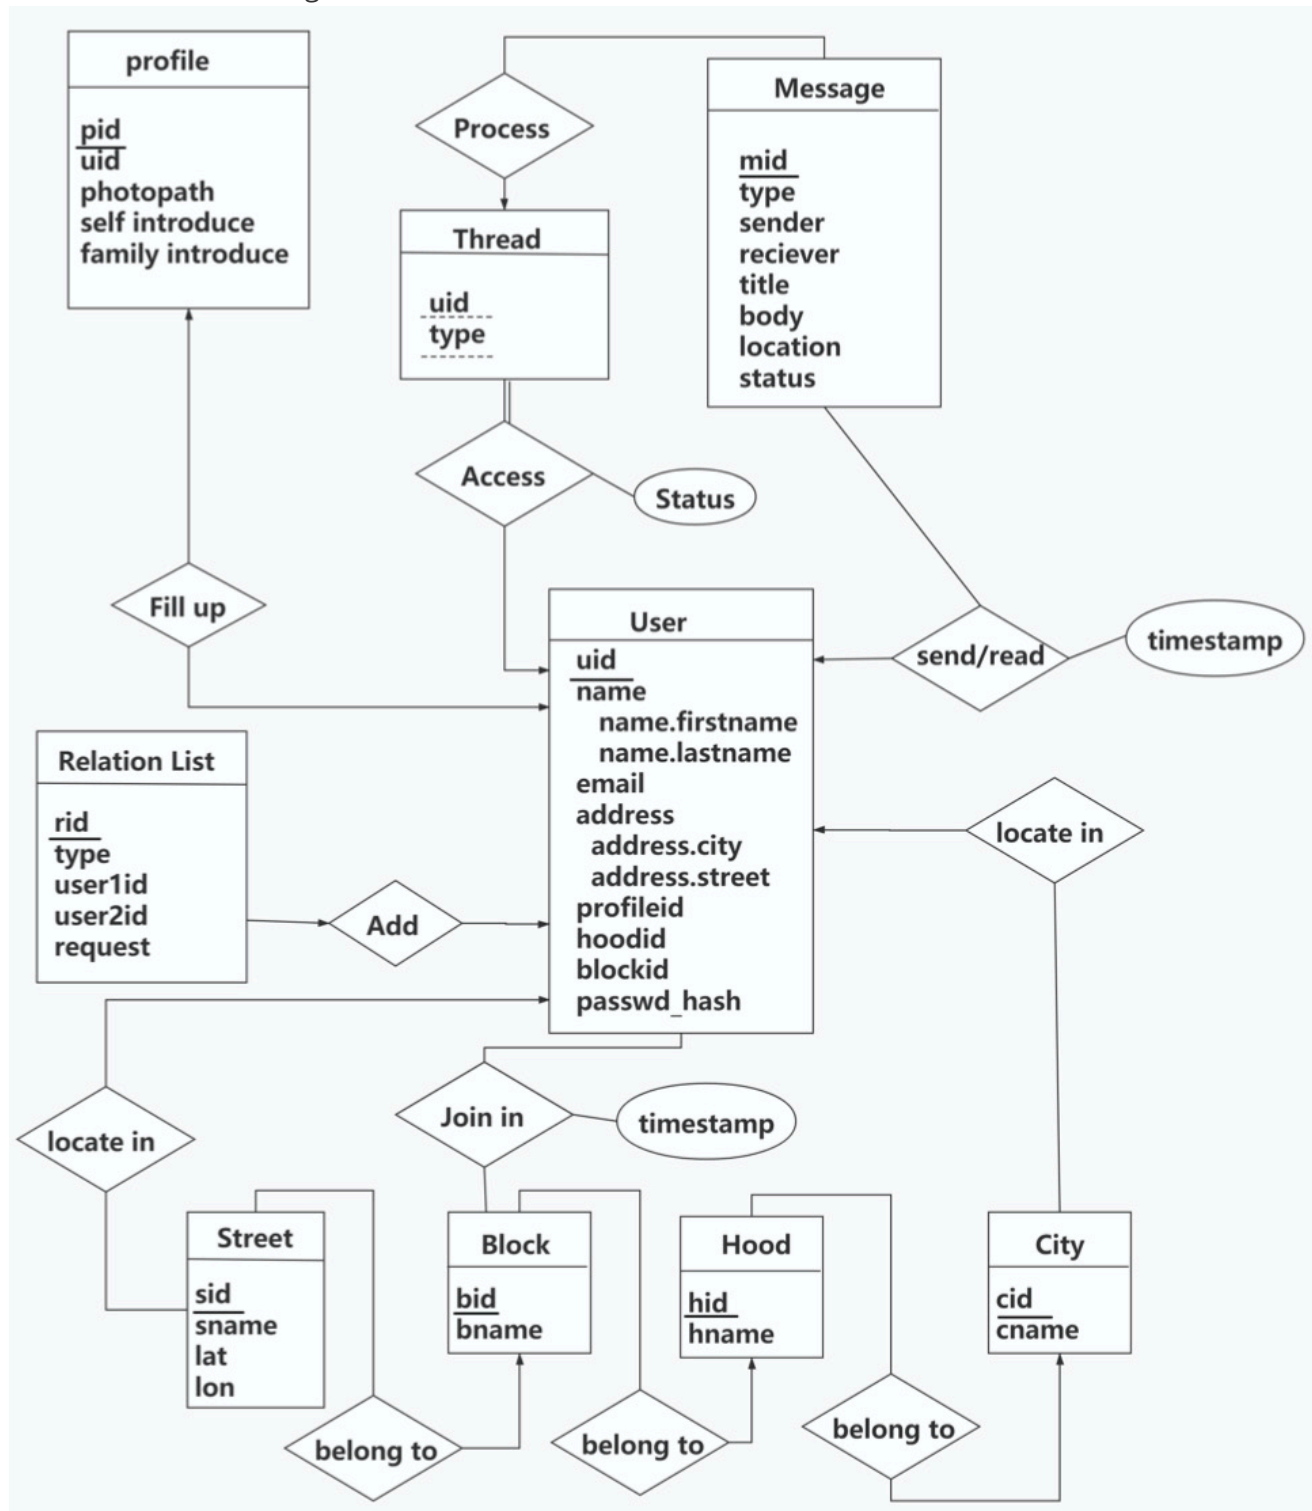 profile
pid
uid
photopath
self introduce
family introduce
Process
Message
mid
type
sender
reciever
title
body
location
status
Thread
uid
type
Access
Status
Fill up
User
uid
name
name.firstname
name.lastname
email
address
address.city
address.street
profileid
hoodid
blockid
passwd_hash
send/read
timestamp
Relation List
rid
type
user1id
user2id
request
Add
locate in
locate in
Join in
timestamp
Street
sid
sname
lat
lon
Block
bid
bname
Hood
hid
hname
City
cid
cname
belong to
belong to
belong to